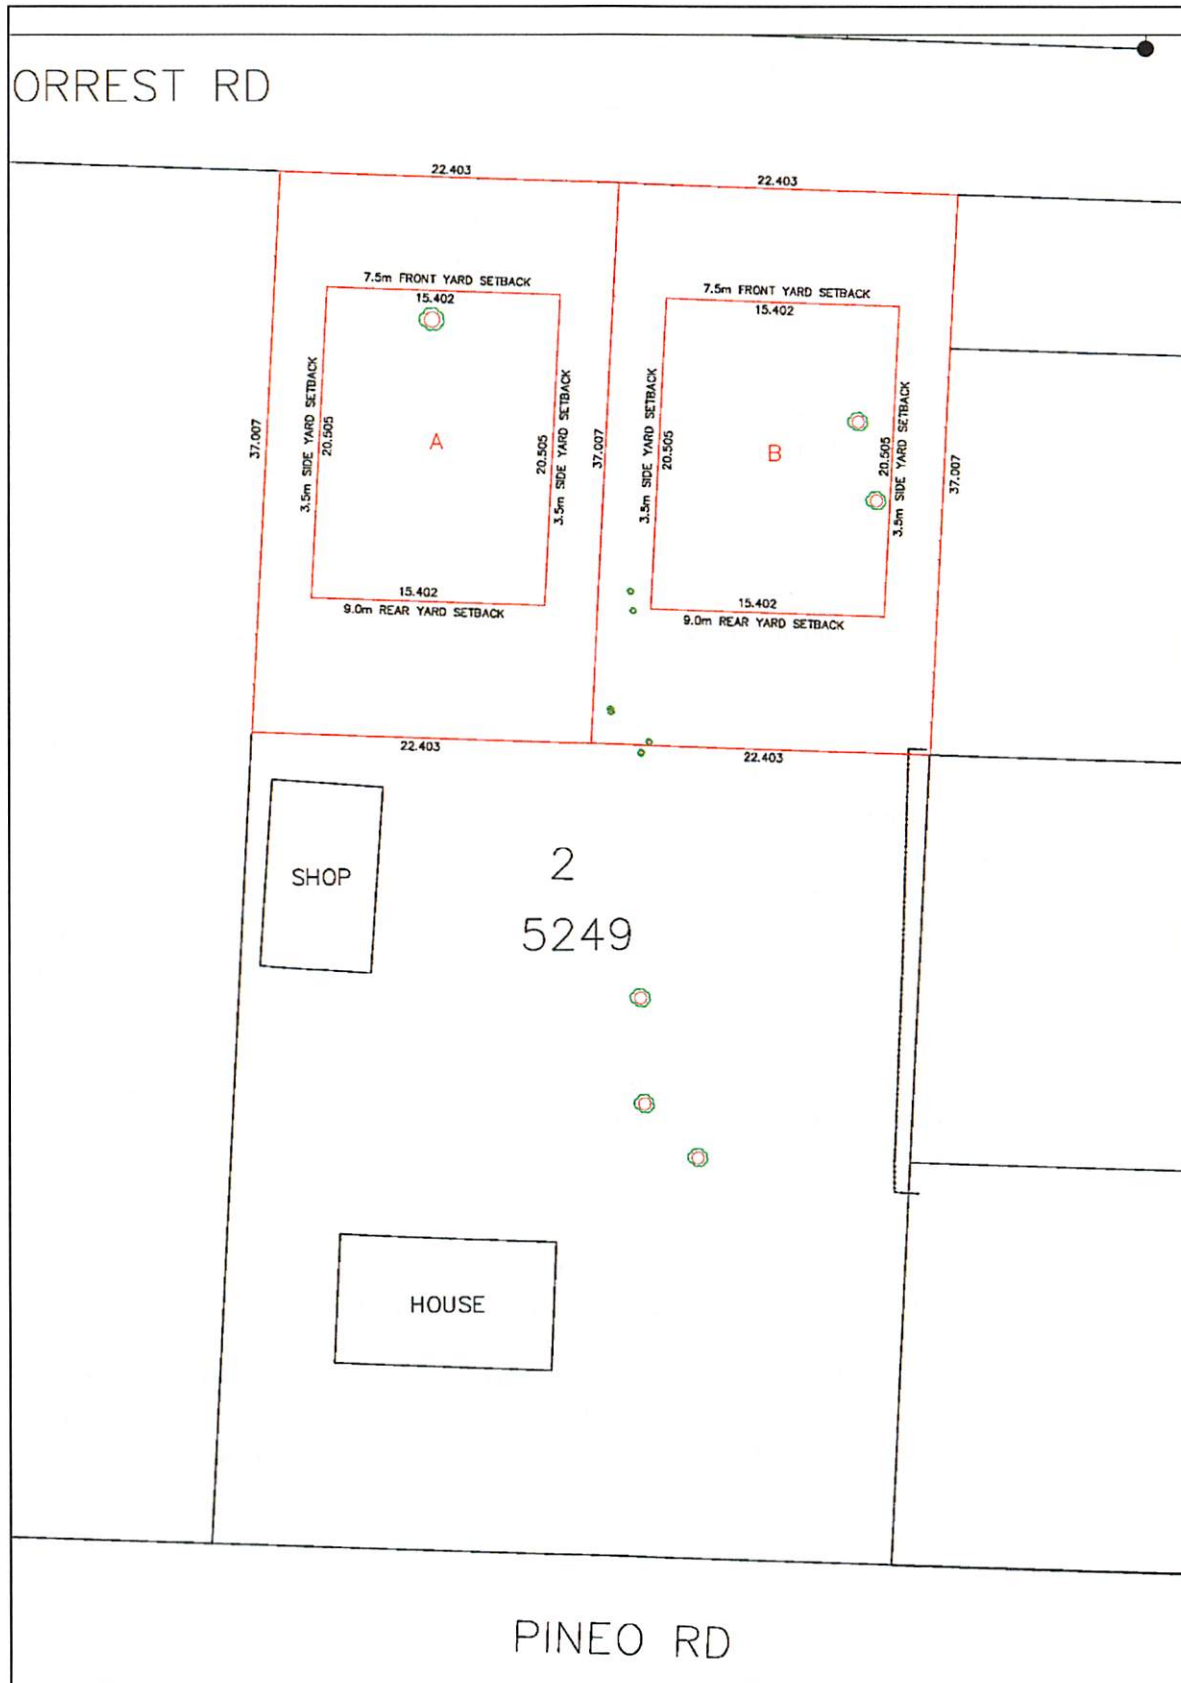 ORREST RD
22.403
22.403
7.5m FRONT YARD SETBACK
15.402
7.5m FRONT YARD SETBACK
15.402
37.007
3.5m SIDE YARD SETBACK
20.505
A
20.505
3.5m SIDE YARD SETBACK
37.007
3.5m SIDE YARD SETBACK
20.505
B
20.505
3.5m SIDE YARD SETBACK
37.007
15.402
9.0m REAR YARD SETBACK
15.402
9.0m REAR YARD SETBACK
22.403
22.403
SHOP
2
5249
HOUSE
PINEO RD